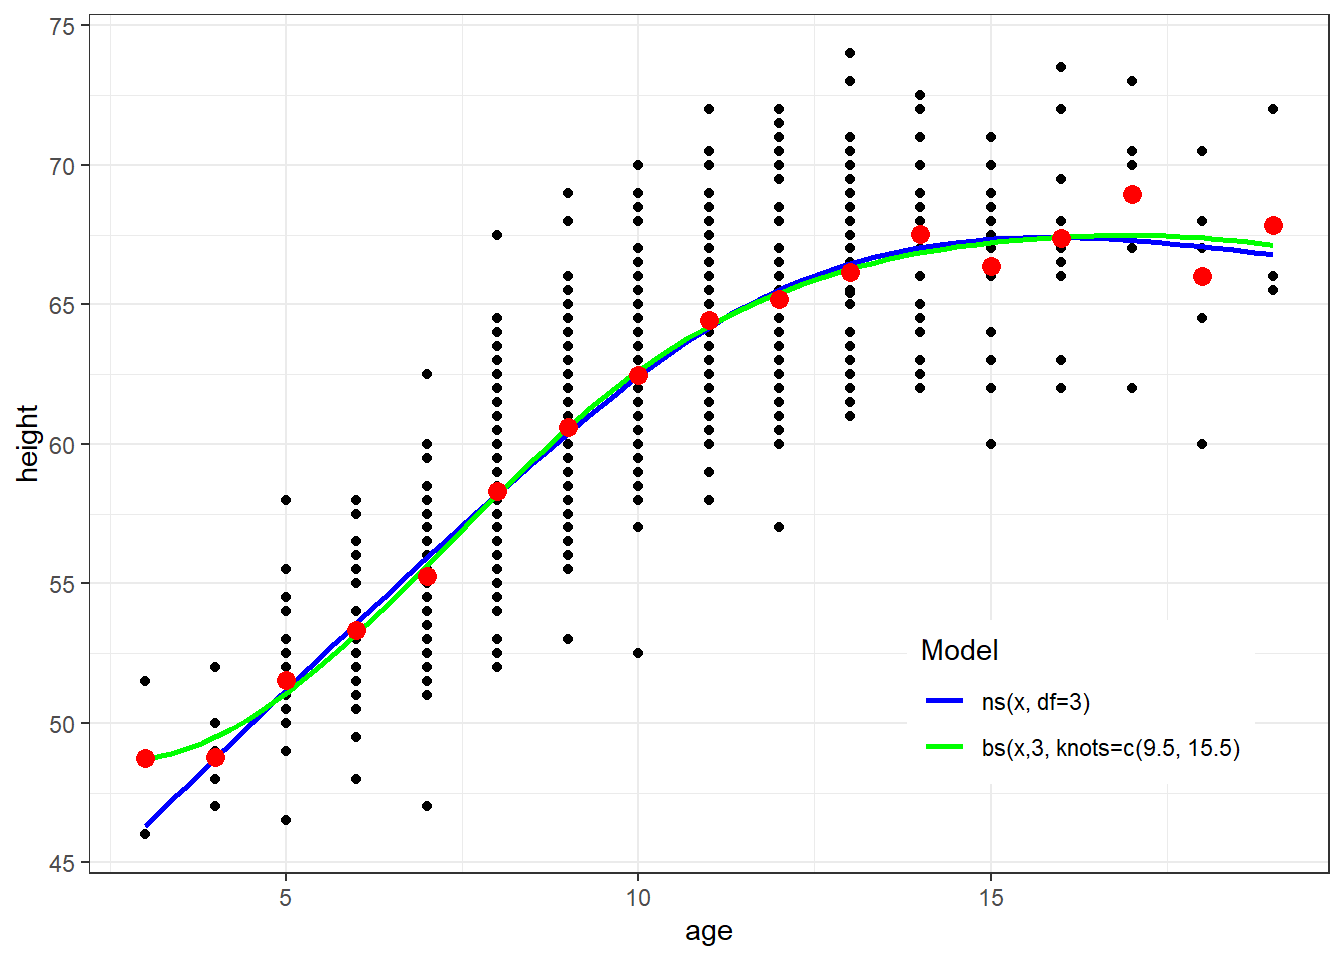 75
70
65
60
55
50
45
height
5
10
15
age
Model
ns(x, df=3)
bs(x,3, knots=c(9.5, 15.5)